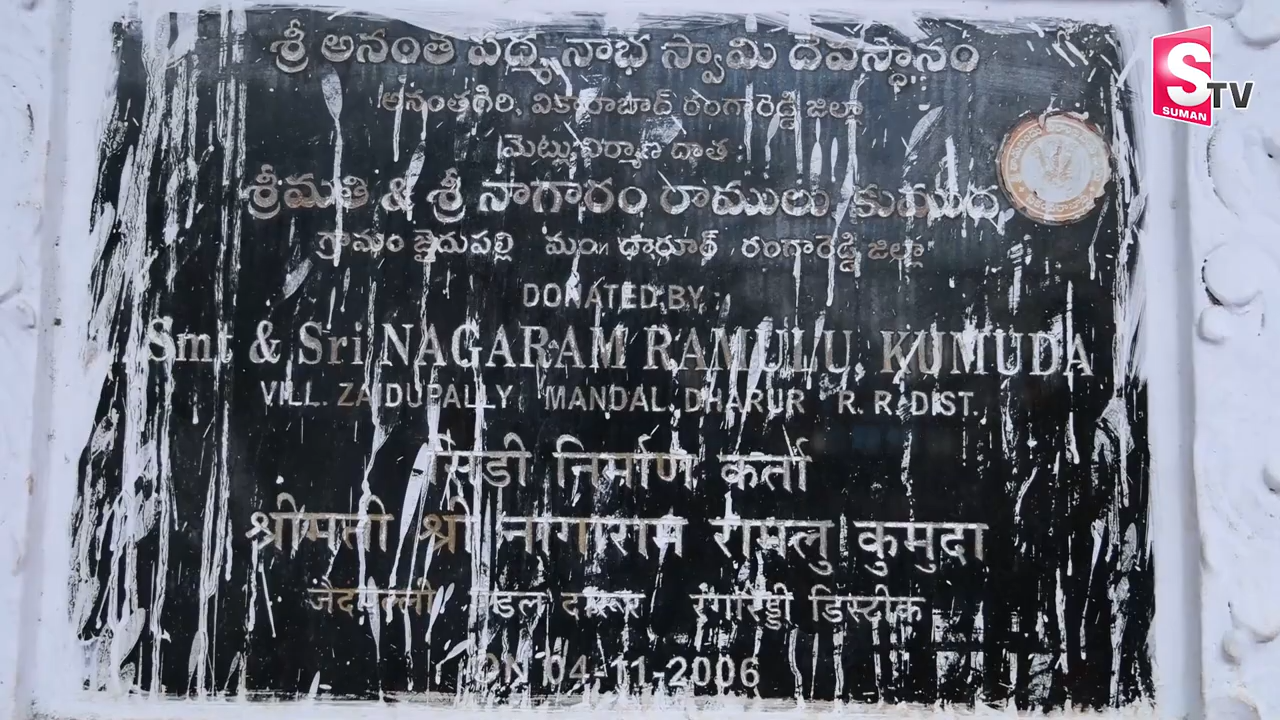 శ్రీ అనంత పద్మనాభ స్వామి దేవస్థానం
అనంతగిరి, వికారాబాద్ రంగారెడ్డి జిల్లా
మెట్లు నిర్మాణ దాత :
శ్రీమతి & శ్రీ నాగారం రాములు, కుముద
గ్రామం జైదుపల్లి మం॥ ధారూర్ రంగారెడ్డి జిల్లా
DONATED BY :
Smt & Sri NAGARAM RAMULU, KUMUDA
VILL. ZAIDUPALLY MANDAL. DHARUR R. R. DIST.
सिडी निर्माण कर्ता
श्रीमती श्री नागाराम रामलु कुमुदा
जैदपल्ली मंडल दारूर रंगारेड्डी डिस्टीक
ON 04-11-2006
S TV
SUMAN